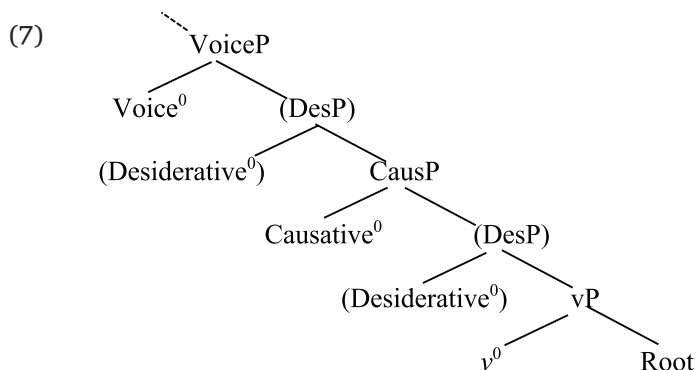 (7)
VoiceP
Voice⁰ (DesP)
(Desiderative⁰) CausP
Causative⁰ (DesP)
(Desiderative⁰) vP
v⁰ Root